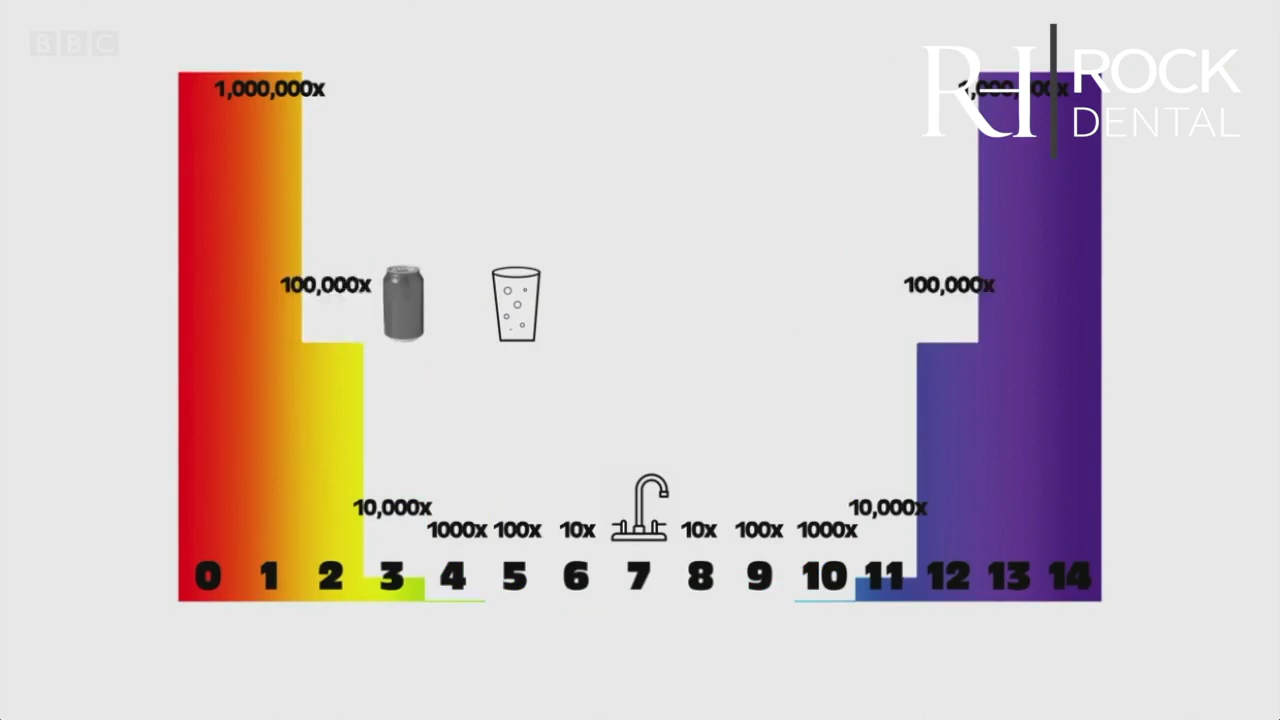 BBC
RH ROCK
DENTAL
1,000,000x
100,000x
100,000x
10,000x
10,000x
1000x 100x 10x 10x 100x 1000x
0 1 2 3 4 5 6 7 8 9 10 11 12 13 14